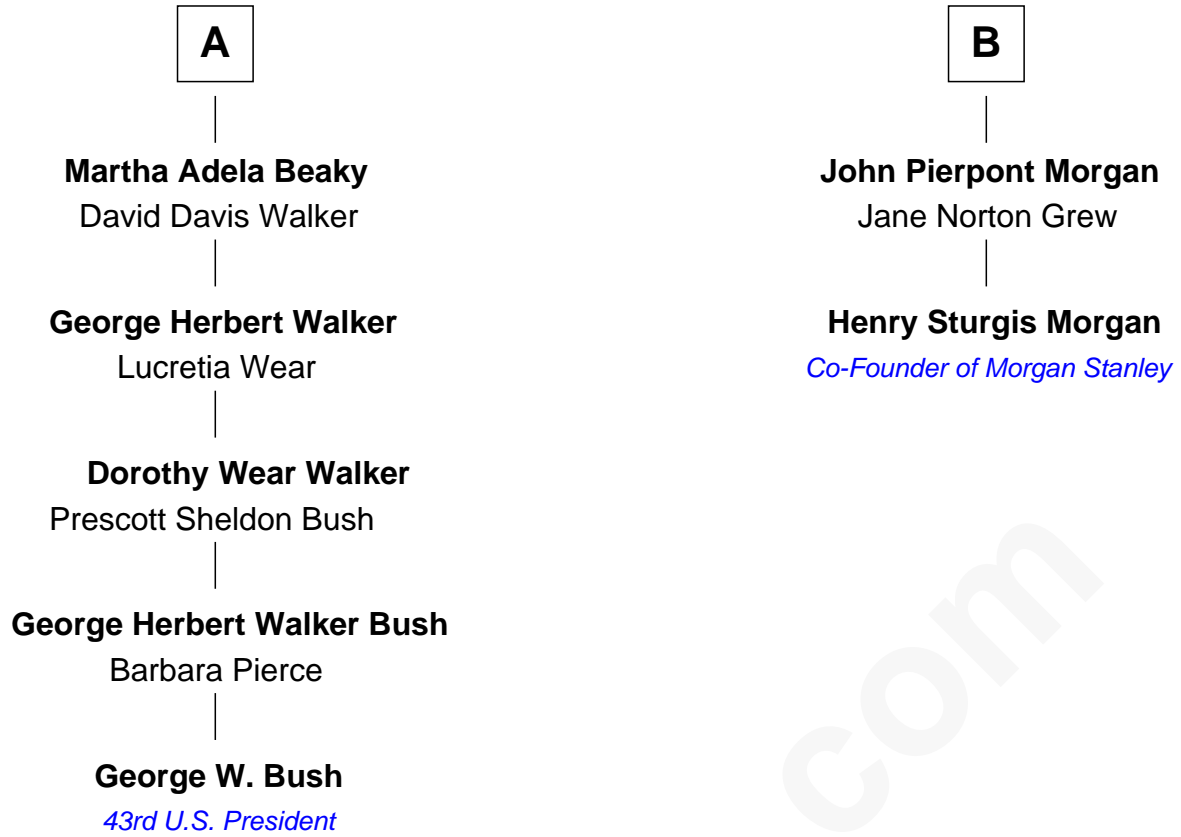 A
Martha Adela Beaky
David Davis Walker
George Herbert Walker
Lucretia Wear
Dorothy Wear Walker
Prescott Sheldon Bush
George Herbert Walker Bush
Barbara Pierce
George W. Bush
43rd U.S. President
B
John Pierpont Morgan
Jane Norton Grew
Henry Sturgis Morgan
Co-Founder of Morgan Stanley
com